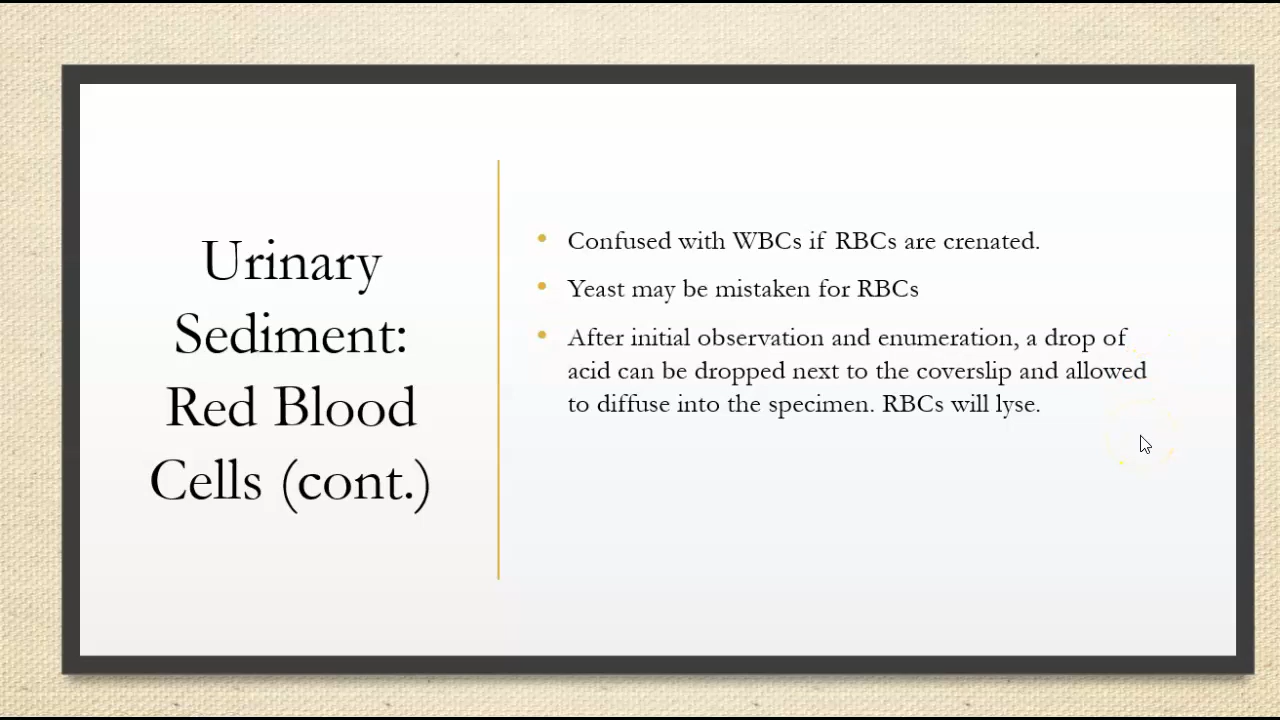 Urinary
Sediment:
Red Blood
Cells (cont.)
• Confused with WBCs if RBCs are crenated.
• Yeast may be mistaken for RBCs
• After initial observation and enumeration, a drop of
acid can be dropped next to the coverslip and allowed
to diffuse into the specimen. RBCs will lyse.